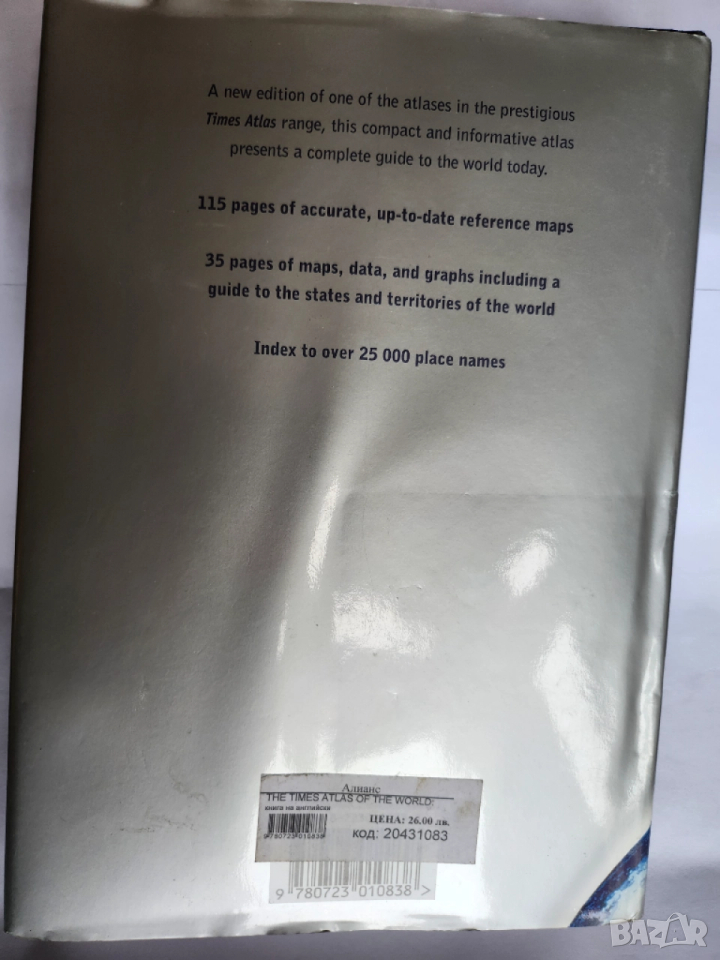 A new edition of one of the atlases in the prestigious
Times Atlas range, this compact and informative atlas
presents a complete guide to the world today.
115 pages of accurate, up-to-date reference maps
35 pages of maps, data, and graphs including a
guide to the states and territories of the world
Index to over 25 000 place names
Алианс
THE TIMES ATLAS OF THE WORLD:
книга на английски
ЦЕНА: 26.00 лв.
9780723010838
код: 20431083
9 780723 010838 >
BAZAR